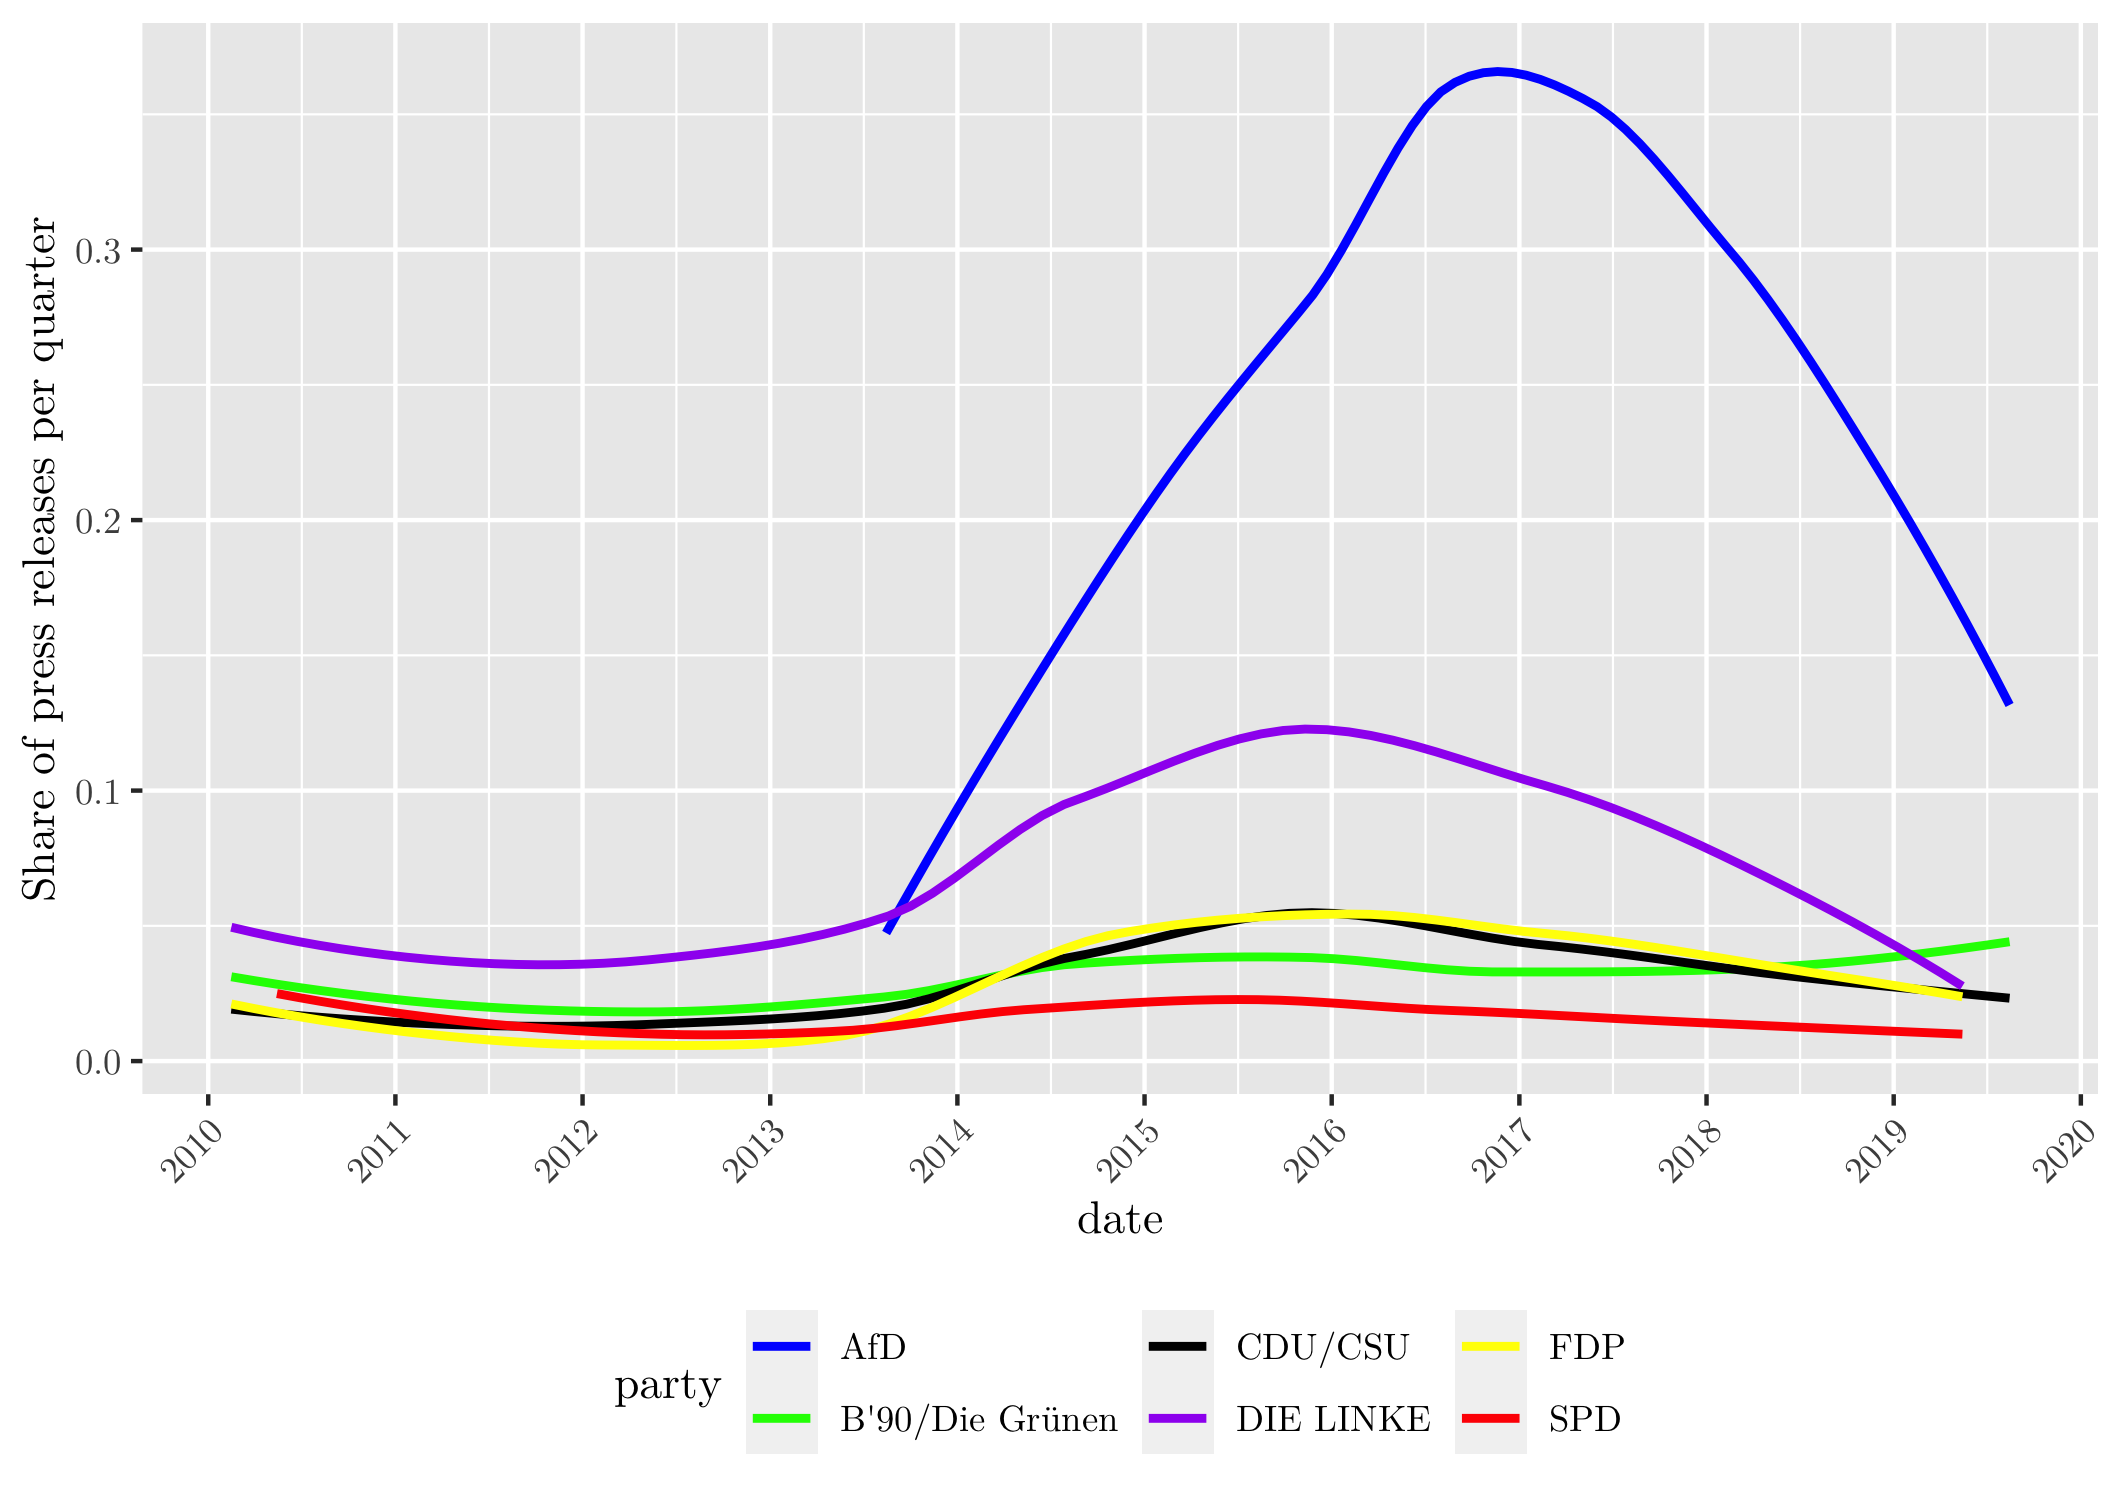 Share of press releases per quarter
0.3
0.2
0.1
0.0
2010
2011
2012
2013
2014
2015
2016
2017
2018
2019
2020
date
party
AfD
CDU/CSU
FDP
B'90/Die Grünen
DIE LINKE
SPD